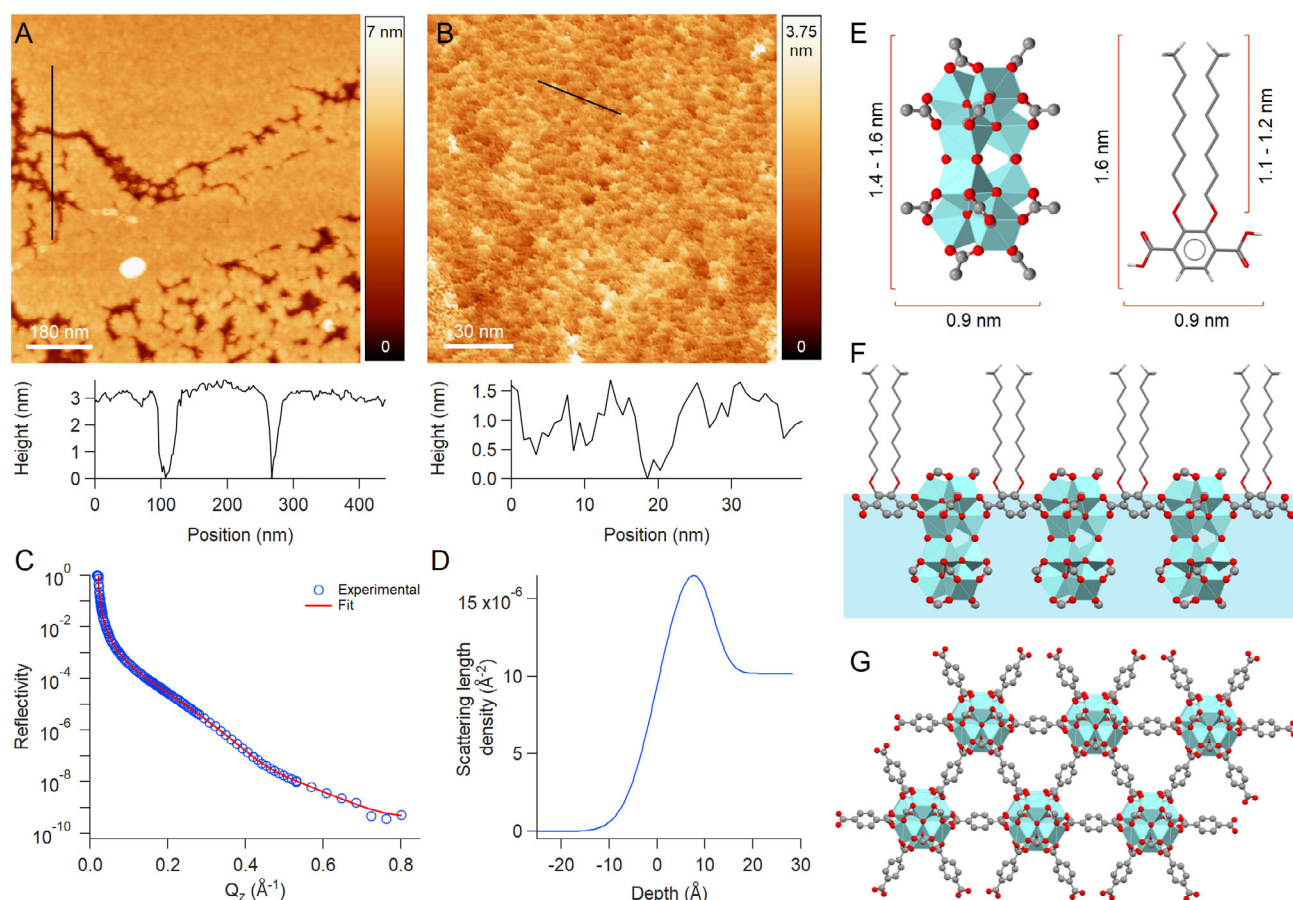 A
7 nm
180 nm
0
B
3.75
nm
30 nm
0
E
1.4 - 1.6 nm
0.9 nm
1.6 nm
1.1 - 1.2 nm
0.9 nm
Height (nm)
3
2
1
0
0 100 200 300 400
Position (nm)
Height (nm)
1.5
1.0
0.5
0.0
0 10 20 30
Position (nm)
F
C
Reflectivity
10^0
10^-2
10^-4
10^-6
10^-8
10^-10
Experimental
Fit
0.0 0.2 0.4 0.6 0.8
Q_z (Å^-1)
D
Scattering length
density (Å^-2)
15 x10^-6
10
5
0
-20 -10 0 10 20
Depth (Å)
G